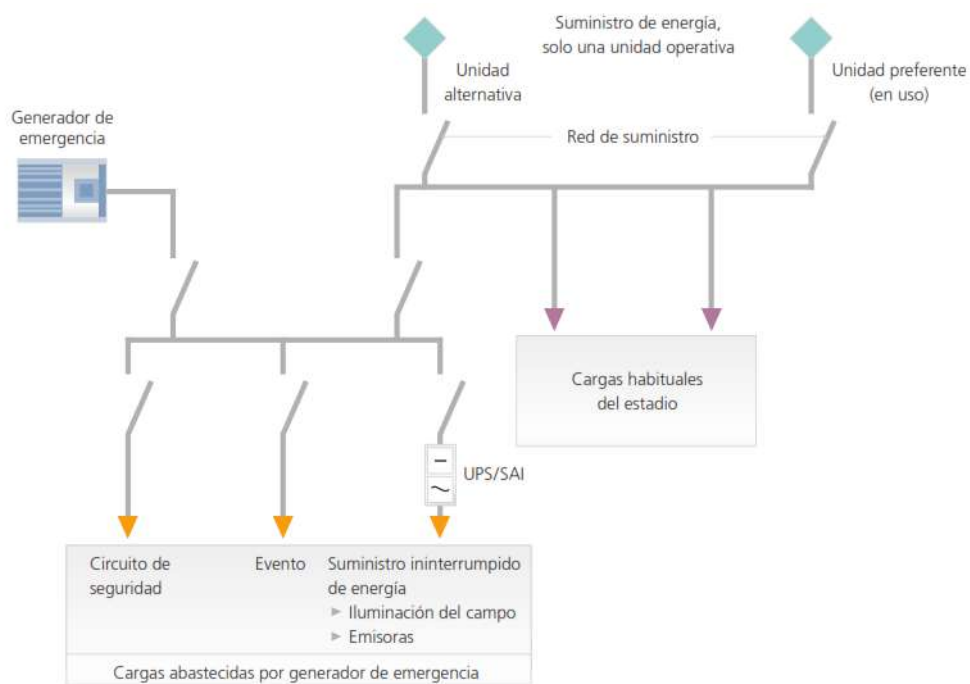 Suministro de energía,
solo una unidad operativa
Unidad
alternativa
Unidad preferente
(en uso)
Generador de
emergencia
Red de suministro
Cargas habituales
del estadio
UPS/SAI
Circuito de
seguridad
Evento
Suministro ininterrumpido
de energía
► Iluminación del campo
► Emisoras
Cargas abastecidas por generador de emergencia